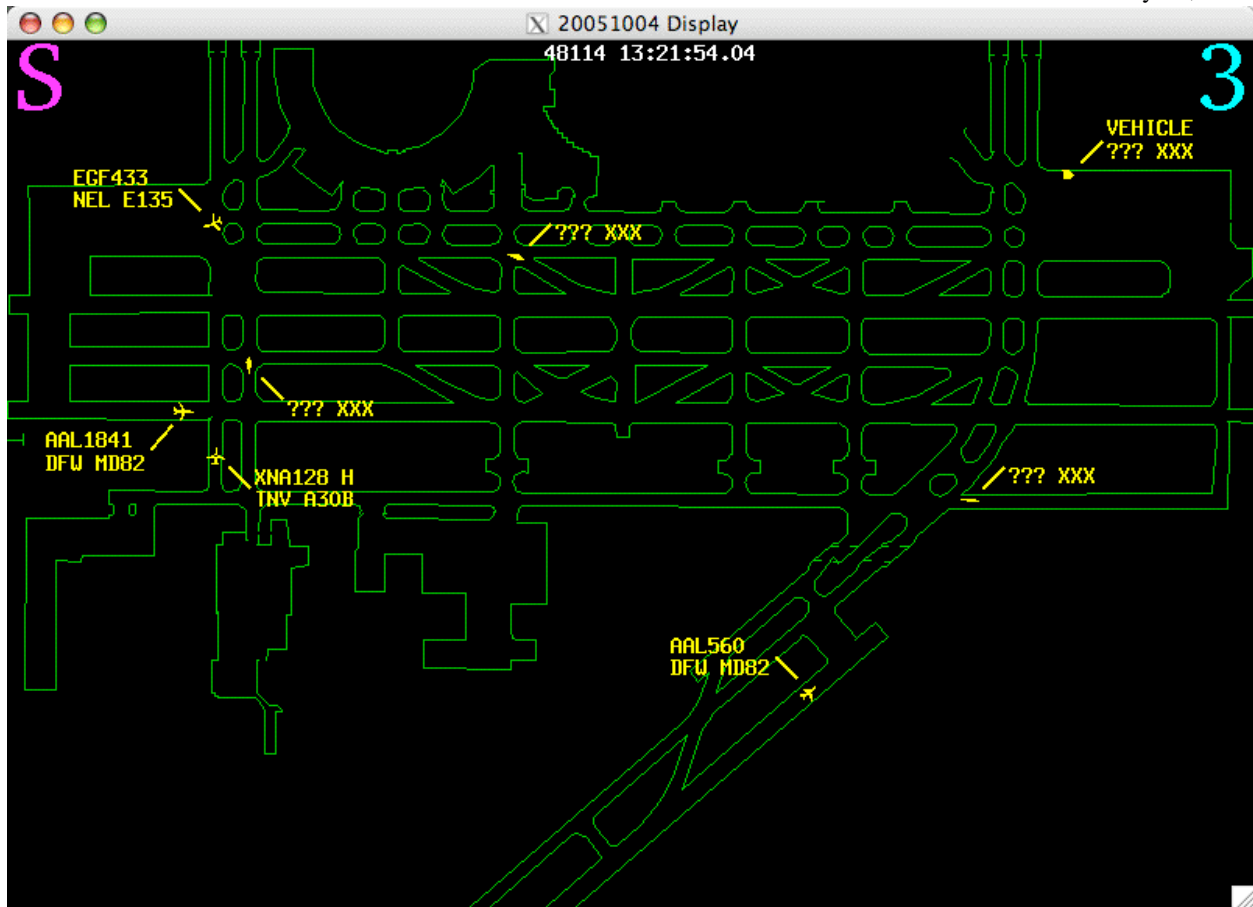 20051004 Display
48114 13:21:54.04
S
3
VEHICLE
??? XXX
EGF433
NEL E135
??? XXX
??? XXX
AAL1841
DFW MD82
XNA128 H
TNV A30B
??? XXX
AAL560
DFW MD82